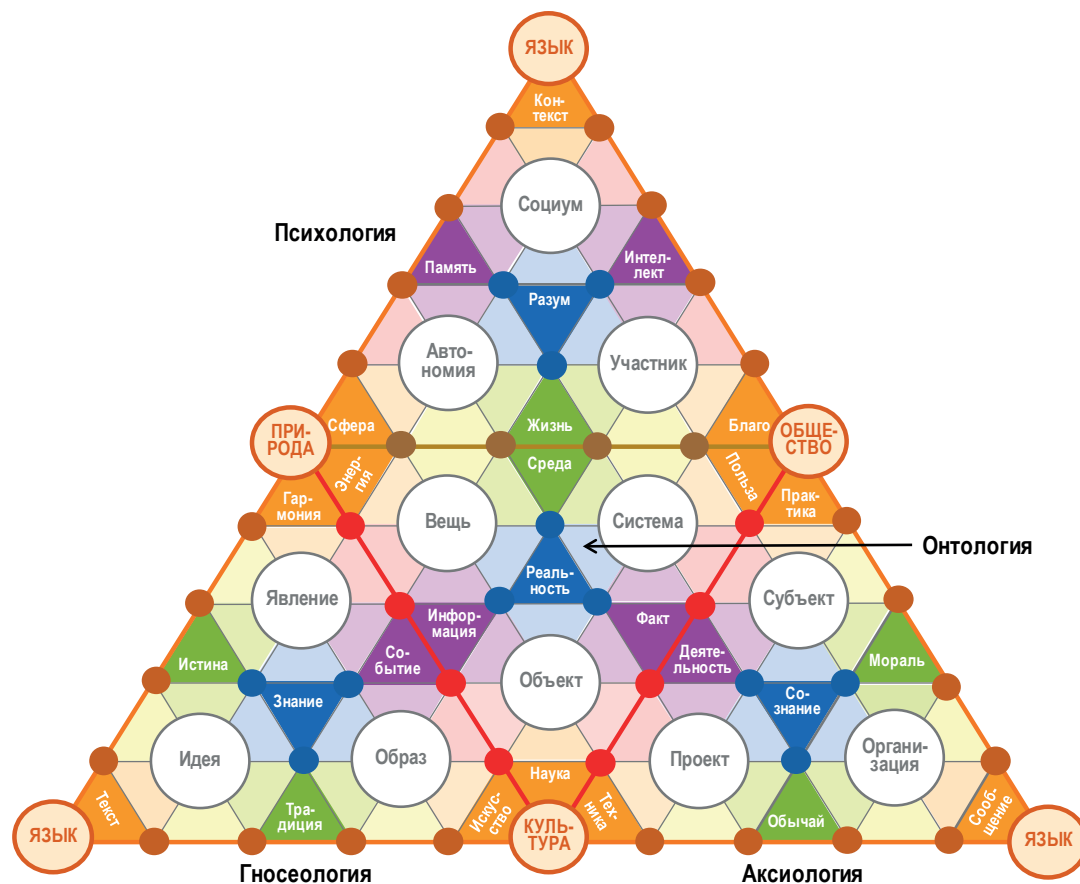 ЯЗЫК
Кон-
текст
Социум
Психология
Память
Интел-
лект
Разум
Авто-
номия
Участник
ПРИ-
РОДА
Сфера
Жизнь
Благо
ОБЩЕ-
СТВО
Энер-
гия
Среда
Польза
Гар-
мония
Прак-
тика
Вещь
Система
Онтология
Реаль-
ность
Явление
Субъект
Инфор-
мация
Факт
Истина
Со-
бытие
Деяте-
льность
Мораль
Объект
Знание
Со-
знание
Идея
Образ
Проект
Органи-
зация
Наука
Текст
Тра-
диция
Искус-
ство
Тех-
ника
Обычай
Сооб-
щение
ЯЗЫК
КУЛЬ-
ТУРА
ЯЗЫК
Гносеология
Аксиология